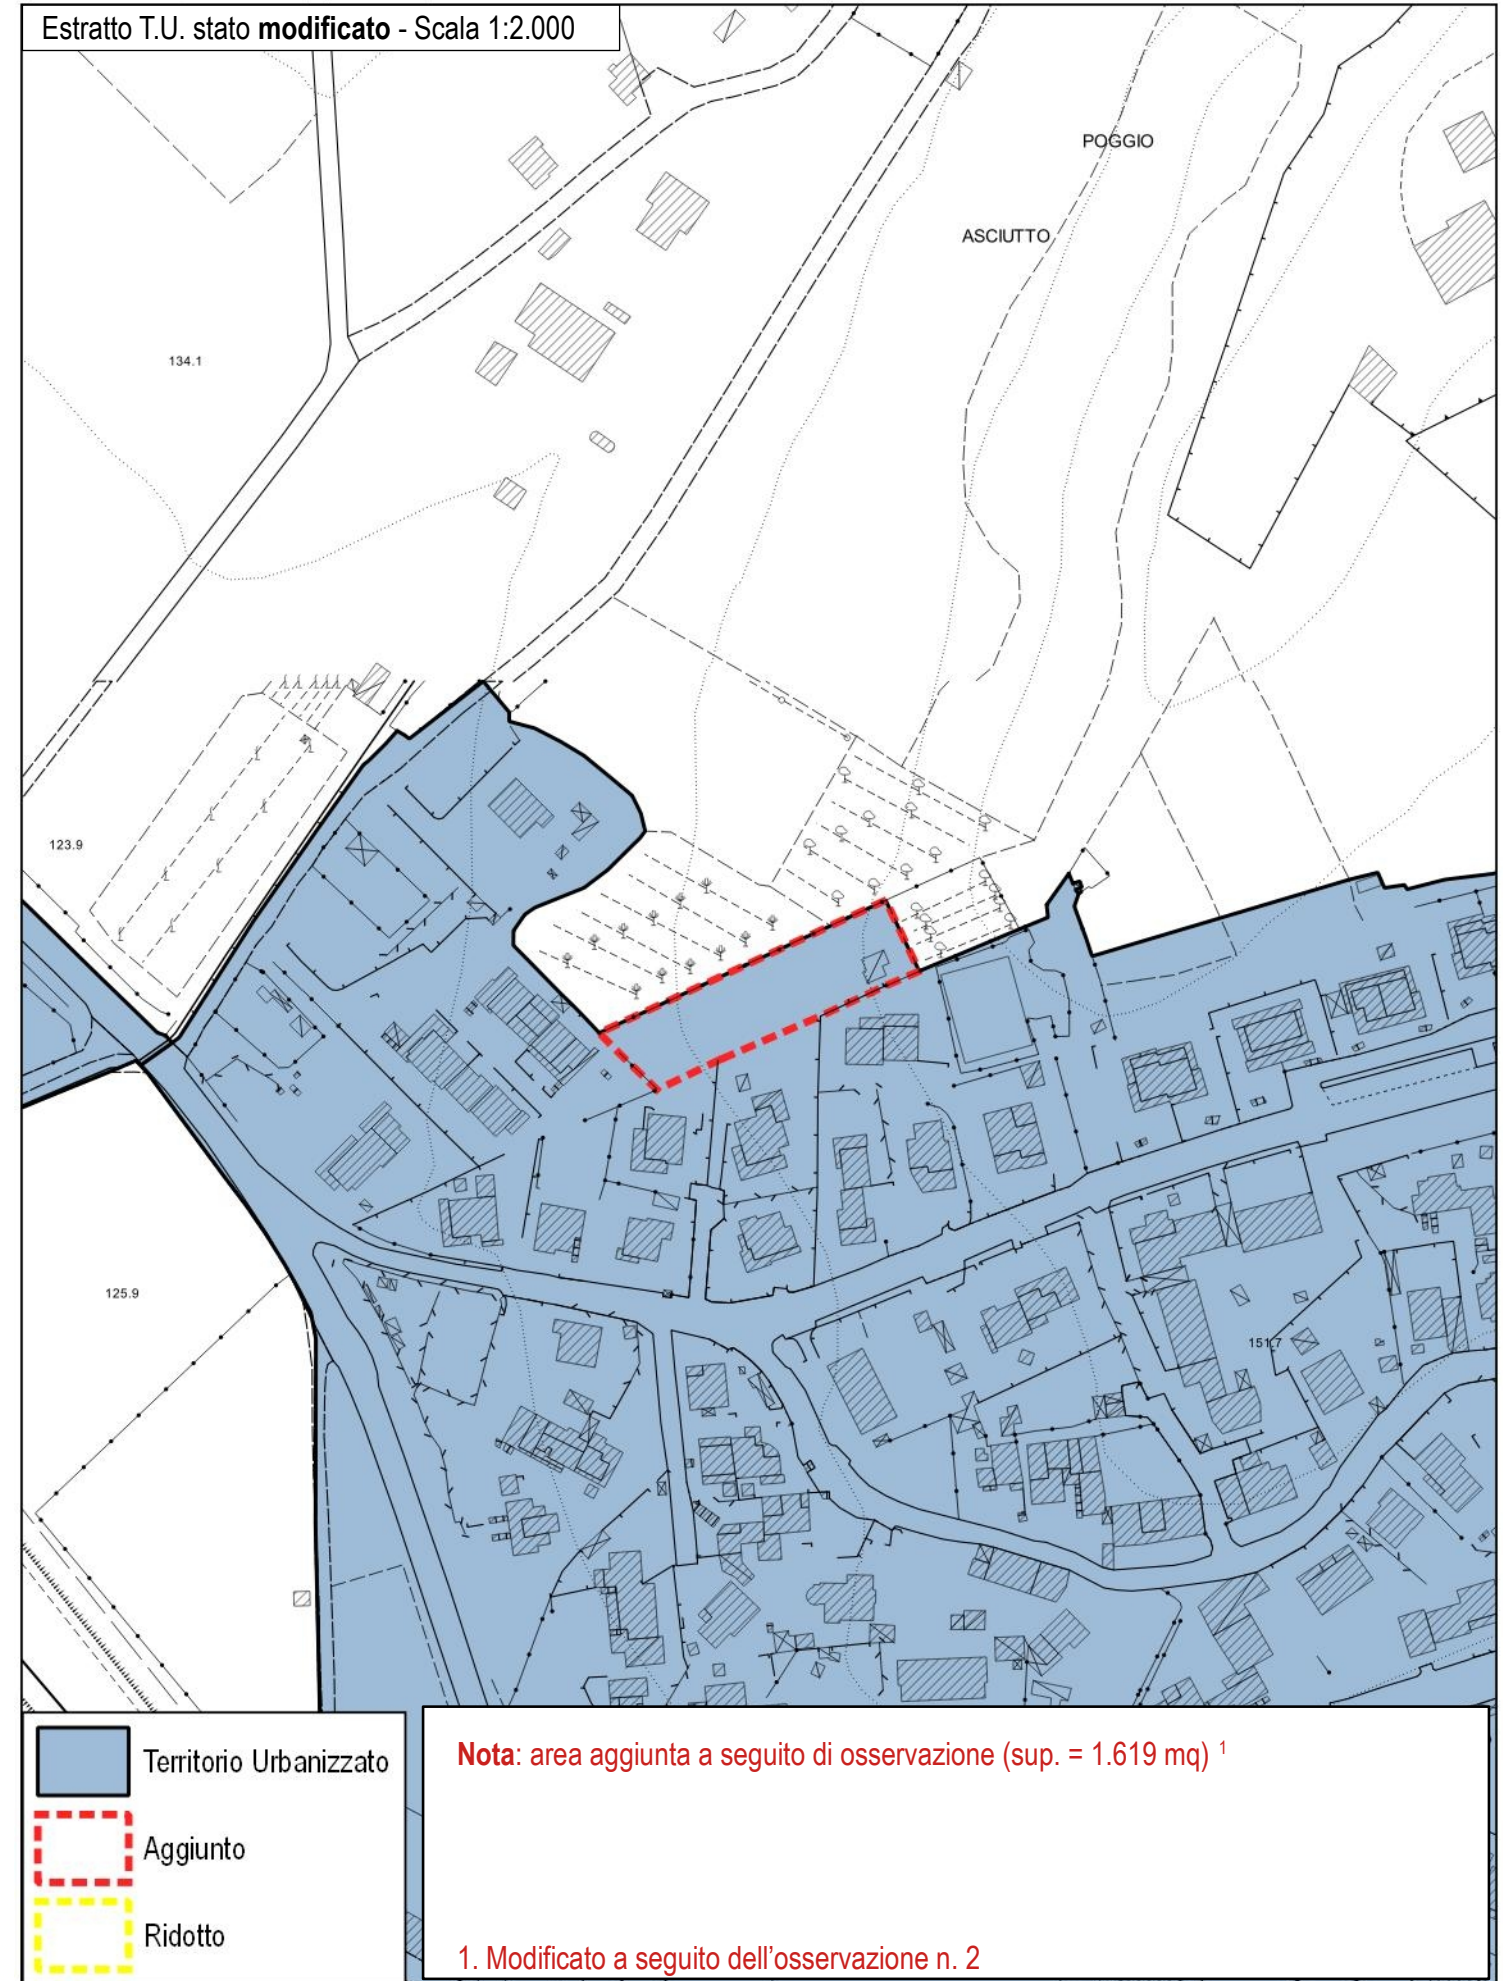 Estratto T.U. stato modificato - Scala 1:2.000
POGGIO
ASCIUTTO
134.1
123.9
125.9
151.7
Territorio Urbanizzato
Aggiunto
Ridotto
Nota: area aggiunta a seguito di osservazione (sup. = 1.619 mq) 1
1. Modificato a seguito dell'osservazione n. 2